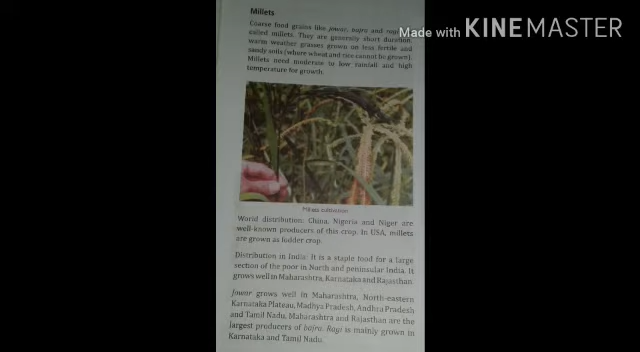 Millets
Coarse food grains like jowar, bajra and ragi
called millets. They are generally short duration,
warm weather grasses grown on less fertile and
sandy soils (where wheat and rice cannot be grown).
Millets need moderate to low rainfall and high
temperature for growth.
Made with KINEMASTER
Millets cultivation
World distribution: China, Nigeria and Niger are
well-known producers of this crop. In USA, millets
are grown as fodder crop.
Distribution in India: It is a staple food for a large
section of the poor in North and peninsular India. It
grows well in Maharashtra, Karnataka and Rajasthan.
Jowar grows well in Maharashtra, North-eastern
Karnataka Plateau, Madhya Pradesh, Andhra Pradesh
and Tamil Nadu. Maharashtra and Rajasthan are the
largest producers of bajra. Ragi is mainly grown in
Karnataka and Tamil Nadu.